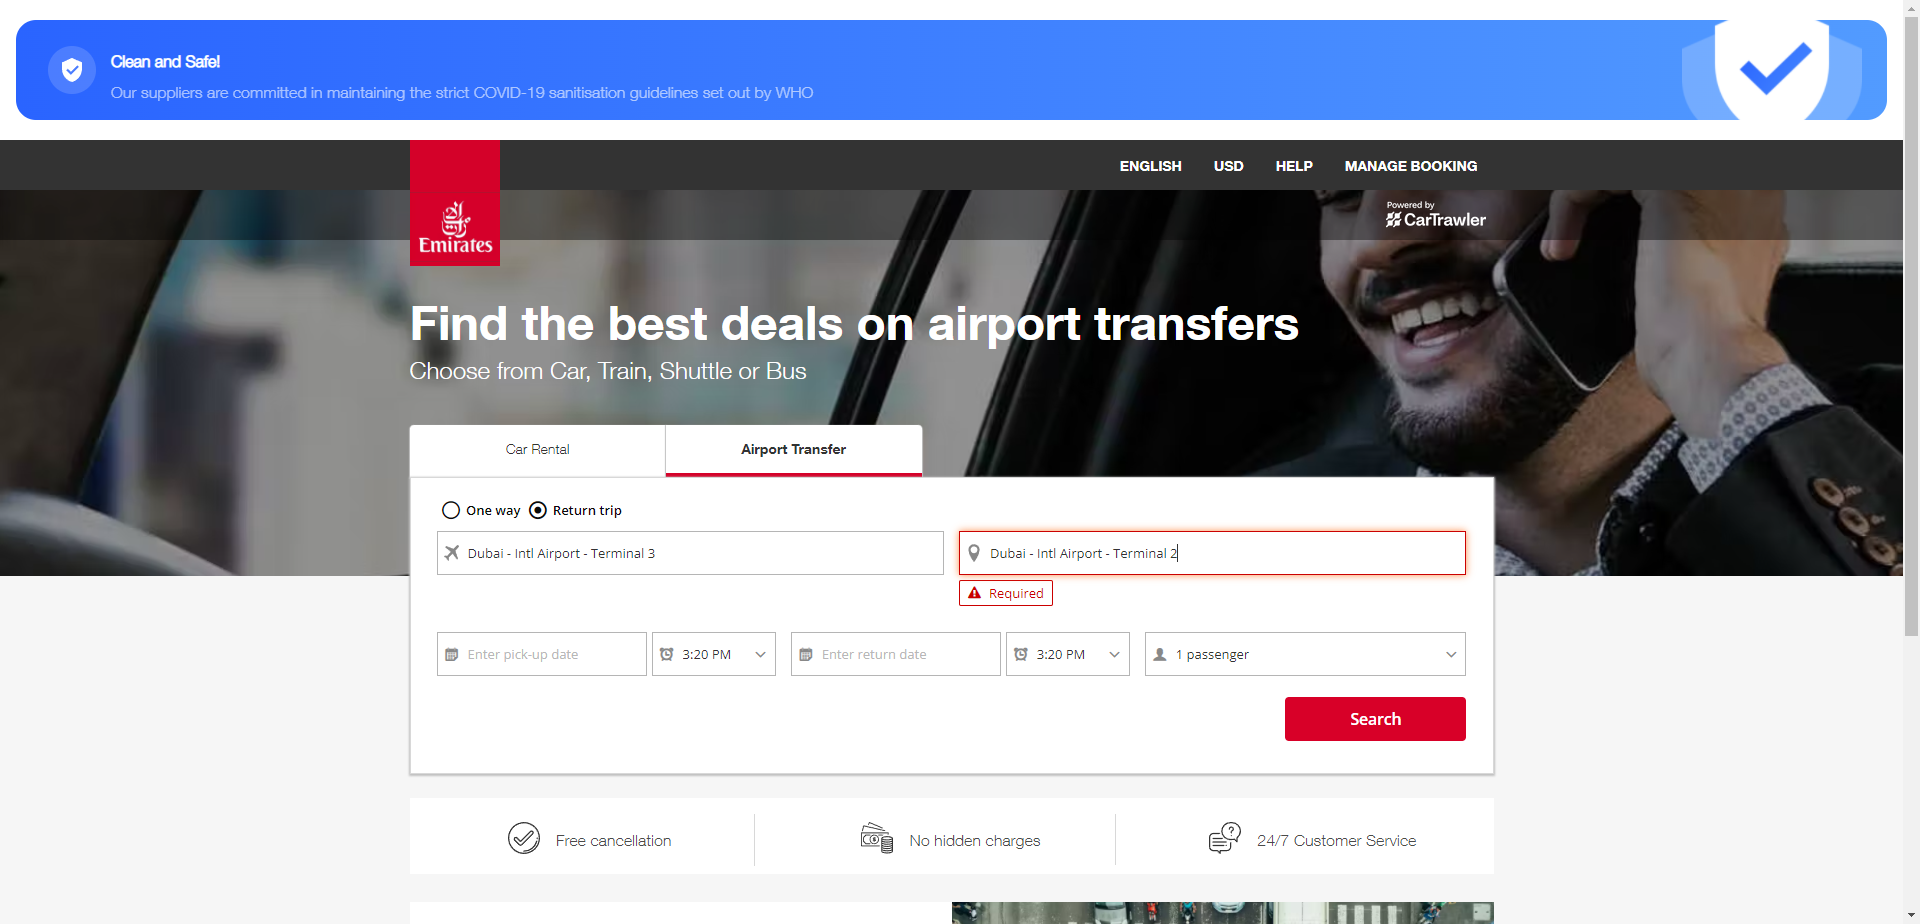 Clean and Safe!
Our suppliers are committed in maintaining the strict COVID-19 sanitisation guidelines set out by WHO
ENGLISH USD HELP MANAGE BOOKING
Powered by
CarTrawler
Emirates
Find the best deals on airport transfers
Choose from Car, Train, Shuttle or Bus
Car Rental Airport Transfer
One way Return trip
Dubai - Intl Airport - Terminal 3 Dubai - Intl Airport - Terminal 2
Required
Enter pick-up date 3:20 PM Enter return date 3:20 PM 1 passenger
Search
Free cancellation No hidden charges 24/7 Customer Service